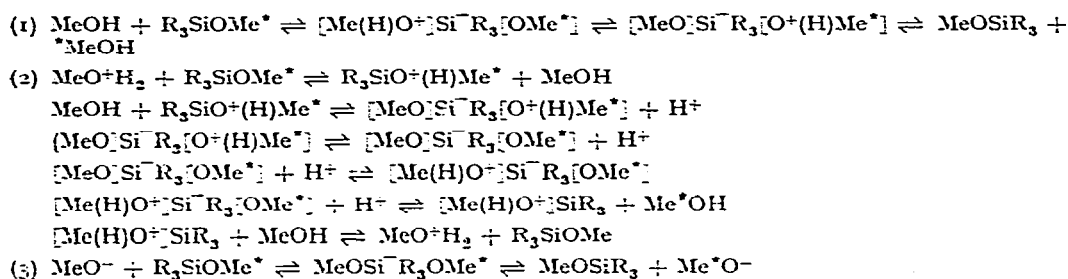 (1) MeOH + R₃SiOMe* ⇌ [Me(H)O⁺]Si⁻R₃[OMe*] ⇌ [MeO]Si⁻R₃[O⁺(H)Me*] ⇌ MeOSiR₃ +
*MeOH
(2) MeO⁺H₂ + R₃SiOMe* ⇌ R₃SiO⁺(H)Me* + MeOH
MeOH + R₃SiO⁺(H)Me* ⇌ [MeO]Si⁻R₃[O⁺(H)Me*] + H⁺
[MeO]Si⁻R₃[O⁺(H)Me*] ⇌ [MeO]Si⁻R₃[OMe*] + H⁺
[MeO]Si⁻R₃[OMe*] + H⁺ ⇌ [Me(H)O⁺]Si⁻R₃[OMe*]
[Me(H)O⁺]Si⁻R₃[OMe*] + H⁺ ⇌ [Me(H)O⁺]SiR₃ + Me*OH
[Me(H)O⁺]SiR₃ + MeOH ⇌ MeO⁺H₂ + R₃SiOMe
(3) MeO⁻ + R₃SiOMe* ⇌ MeOSi⁻R₃OMe* ⇌ MeOSiR₃ + Me*O⁻